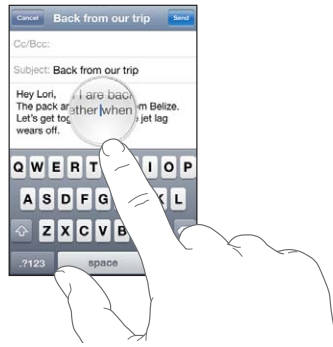 Cancel Back from our trip Send
Cc/Bcc:
Subject: Back from our trip
Hey Lori, I are back
The pack an m Belize.
Let's get tog ether when jet lag
wears off.
Q W E R T I O P
A S D F G K L
Z X C V B
.?123 space